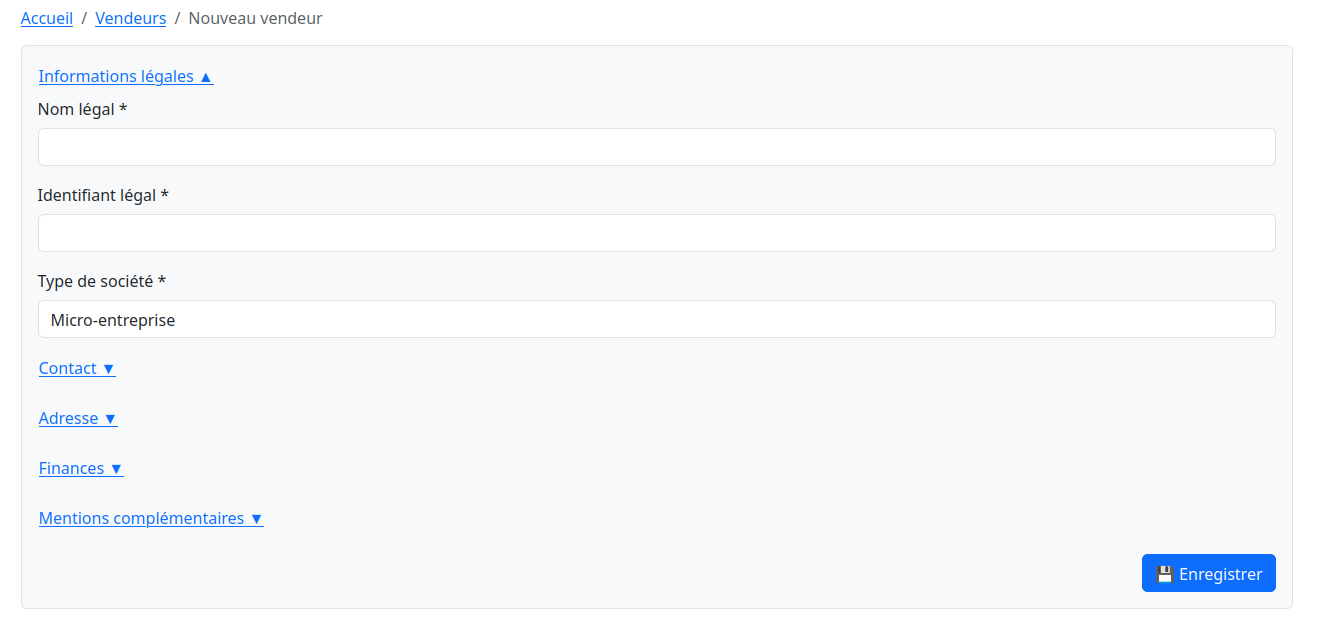 Accueil / Vendeurs / Nouveau vendeur
Informations légales ▲
Nom légal *
Identifiant légal *
Type de société *
Micro-entreprise
Contact ▼
Adresse ▼
Finances ▼
Mentions complémentaires ▼
💾 Enregistrer